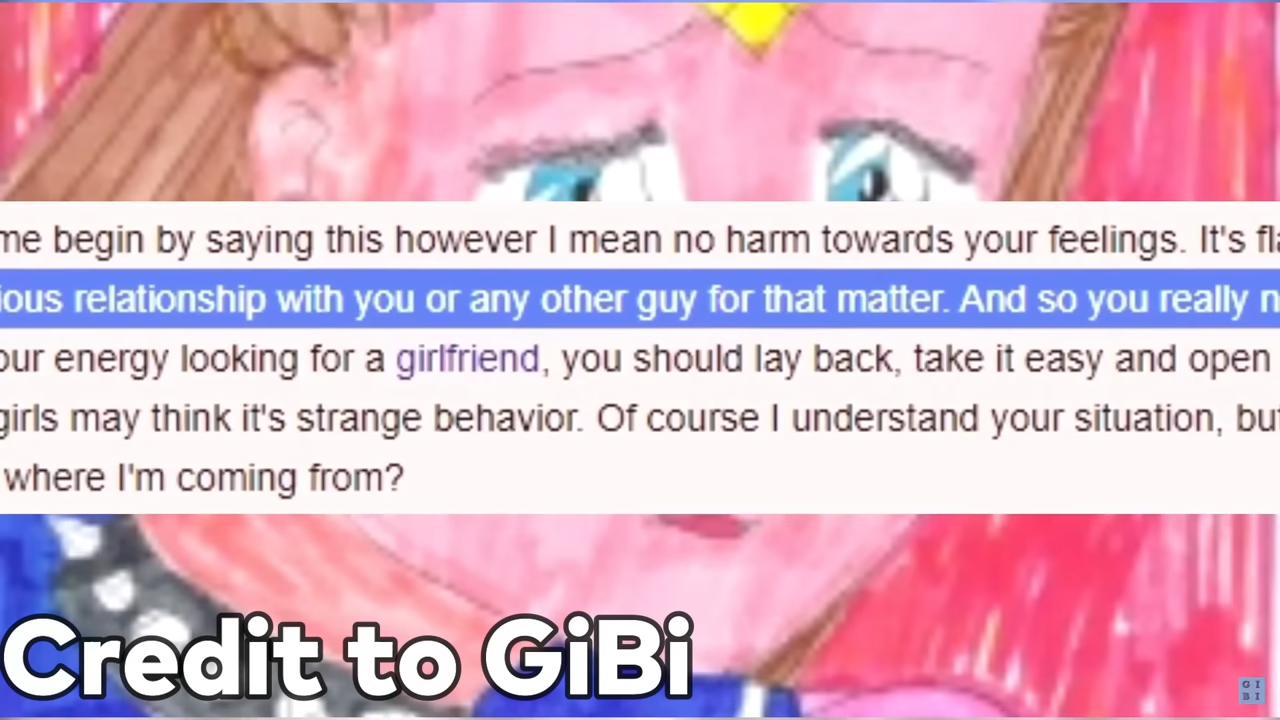 me begin by saying this however I mean no harm towards your feelings. It's fla
ious relationship with you or any other guy for that matter. And so you really n
our energy looking for a girlfriend, you should lay back, take it easy and open
girls may think it's strange behavior. Of course I understand your situation, but
where I'm coming from?
Credit to GiBi
GI
BI